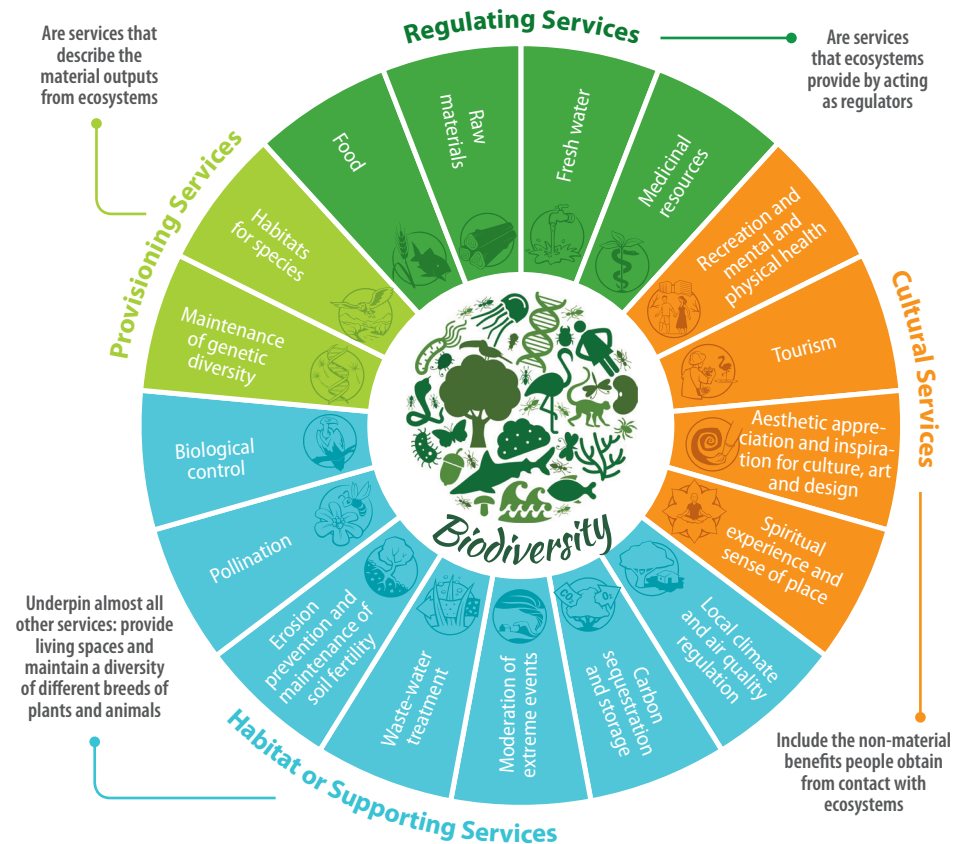 Regulating Services
Are services that
describe the
material outputs
from ecosystems
Are services
that ecosystems
provide by acting
as regulators
Provisioning Services
Food
Raw
materials
Fresh water
Medicinal
resources
Habitats
for species
Recreation and
mental and
physical health
Cultural Services
Maintenance
of genetic
diversity
Tourism
Biological
control
Aesthetic appre-
ciation and inspira-
tion for culture, art
and design
Pollination
Biodiversity
Spiritual
experience and
sense of place
Erosion
prevention and
maintenance of
soil fertility
Waste-water
treatment
Moderation of
extreme events
CO₂
O₂
Carbon
sequestration
and storage
Local climate
and air quality
regulation
Underpin almost all
other services: provide
living spaces and
maintain a diversity
of different breeds of
plants and animals
Habitat or Supporting Services
Include the non-material
benefits people obtain
from contact with
ecosystems